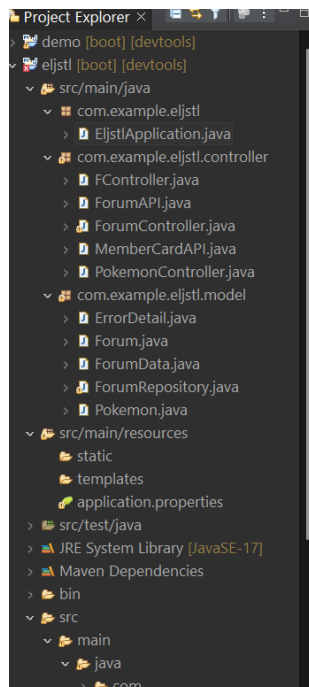 Project Explorer
demo [boot] [devtools]
eljstl [boot] [devtools]
src/main/java
com.example.eljstl
EljstlApplication.java
com.example.eljstl.controller
FController.java
ForumAPI.java
ForumController.java
MemberCardAPI.java
PokemonController.java
com.example.eljstl.model
ErrorDetail.java
Forum.java
ForumData.java
ForumRepository.java
Pokemon.java
src/main/resources
static
templates
application.properties
src/test/java
JRE System Library [JavaSE-17]
Maven Dependencies
bin
src
main
java
com